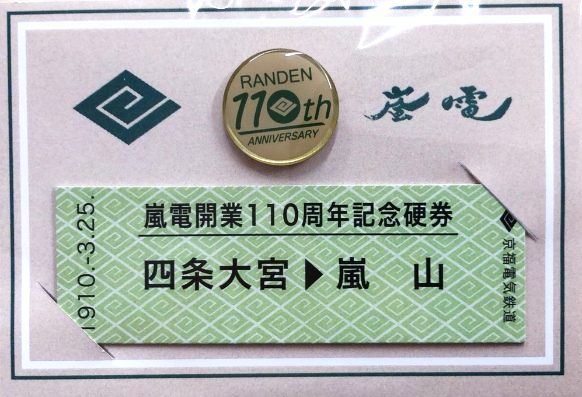 RANDEN
110th
ANNIVERSARY
嵐電
1910.-3.25.
嵐電開業110周年記念硬券
四条大宮▶嵐 山
京福電気鉄道